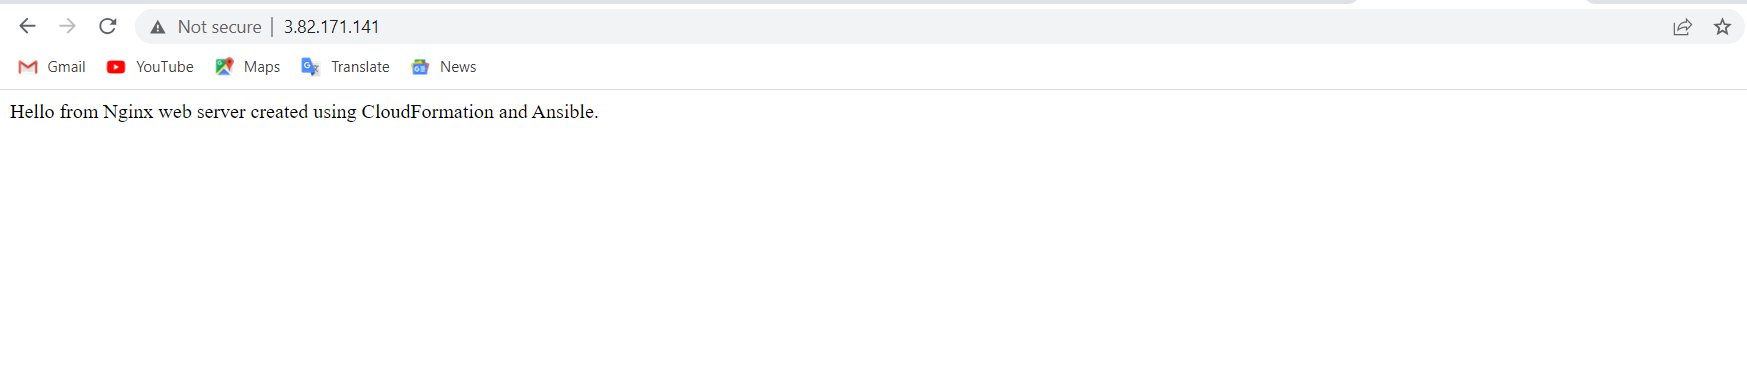 Not secure | 3.82.171.141
Gmail YouTube Maps Translate News
Hello from Nginx web server created using CloudFormation and Ansible.